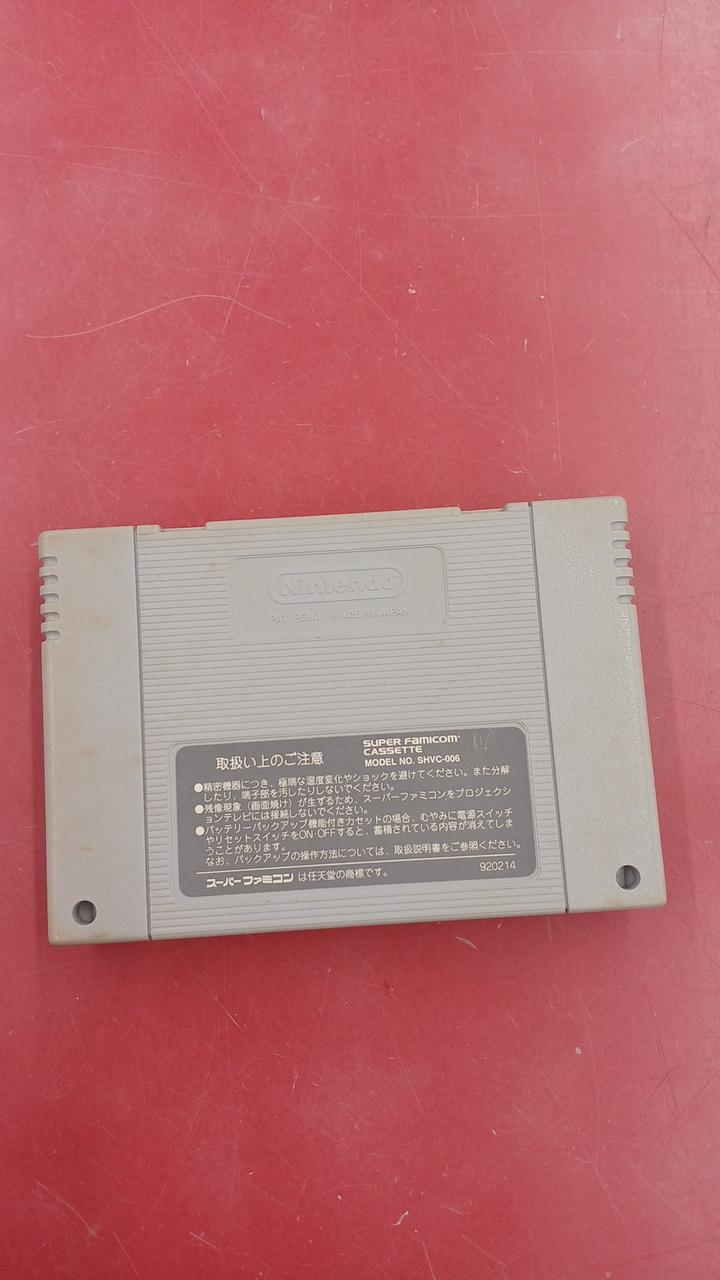 Nintendo
PAT. PEND. MADE IN JAPAN
取扱い上のご注意
SUPER FAMICOM
CASSETTE
MODEL NO. SHVC-006
●精密機器につき、極端な温度変化やショックを避けてください。また分解
したり、端子部を汚したりしないでください。
●残像現象（画面焼け）が生ずるため、スーパーファミコンをプロジェクシ
ョンテレビには接続しないでください。
●バッテリーバックアップ機能付きカセットの場合、むやみに電源スイッチ
やリセットスイッチをON・OFFすると、蓄積されている内容が消えてしま
うことがあります。
なお、バックアップの操作方法については、取扱説明書をご参照ください。
スーパーファミコン は任天堂の商標です。
920214